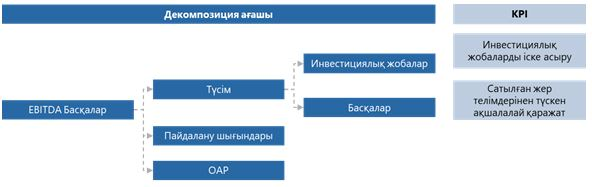 Декомпозиция ағашы
KPI
Инвестициялық жобалар
Инвестициялық
жобаларды іске асыру
Түсім
Басқалар
Сатылған жер
телімдерінен түскен
ақшалалай қаражат
EBITDA Басқалар
Пайдалану шығындары
ОАР